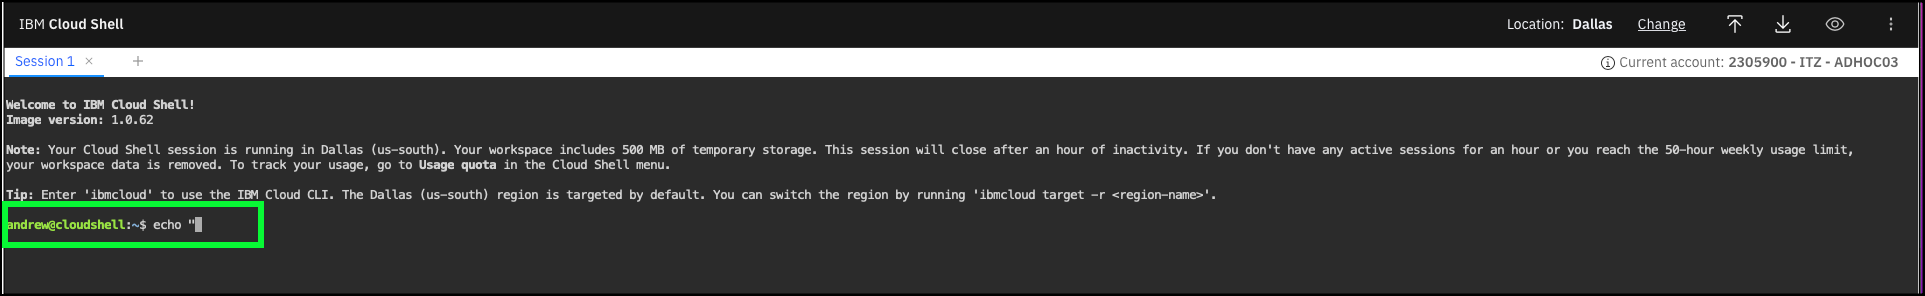 IBM Cloud Shell
Location: Dallas Change
Session 1 × +
Current account: 2305900 - ITZ - ADHOC03
Welcome to IBM Cloud Shell!
Image version: 1.0.62
Note: Your Cloud Shell session is running in Dallas (us-south). Your workspace includes 500 MB of temporary storage. This session will close after an hour of inactivity. If you don't have any active sessions for an hour or you reach the 50-hour weekly usage limit,
your workspace data is removed. To track your usage, go to Usage quota in the Cloud Shell menu.
Tip: Enter 'ibmcloud' to use the IBM Cloud CLI. The Dallas (us-south) region is targeted by default. You can switch the region by running 'ibmcloud target -r <region-name>'.
andrew@cloudshell:~$ echo "